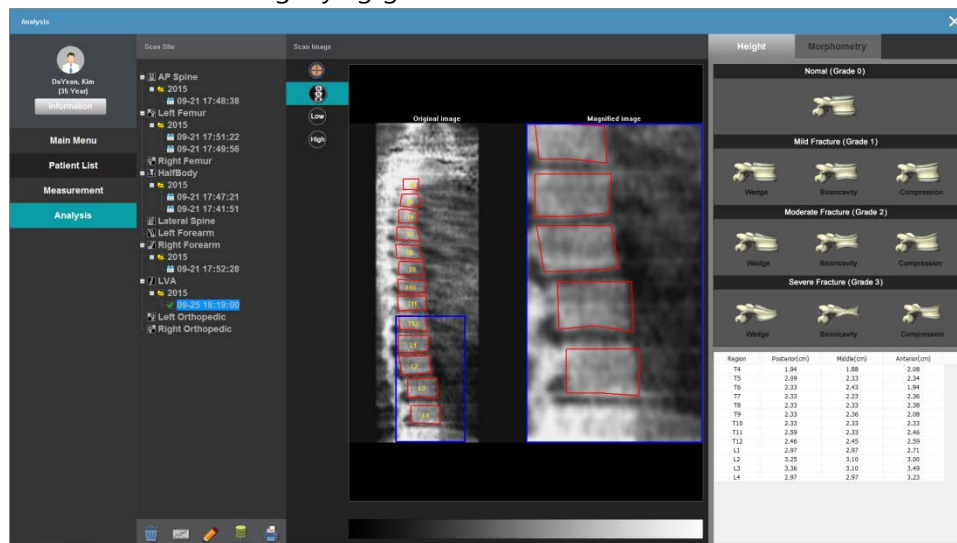 Analysis
DaYeon, Kim
(35 Year)
Information
Main Menu
Patient List
Measurement
Analysis
Scan Site
AP Spine
2015
09-21 17:48:38
Left Femur
2015
09-21 17:51:22
09-21 17:49:56
Right Femur
HalfBody
2015
09-21 17:47:21
09-21 17:41:51
Lateral Spine
Left Forearm
Right Forearm
2015
09-21 17:52:28
LVA
2015
09-25 18:10:00
Left Orthopedic
Right Orthopedic
Scan Image
Low
High
Original image
Magnified image
T9
T10
T11
T12
L1
L2
L3
L4
Height
Morphometry
Nomal (Grade 0)
Mild Fracture (Grade 1)
Wedge Biconcavity Compression
Moderate Fracture (Grade 2)
Wedge Biconcavity Compression
Severe Fracture (Grade 3)
Wedge Biconcavity Compression
Region Posterior(cm) Middle(cm) Anterior(cm)
T4 1.94 1.88 2.08
T5 2.09 2.33 2.34
T6 2.33 2.43 1.94
T7 2.33 2.23 2.36
T8 2.33 2.33 2.38
T9 2.33 2.36 2.08
T10 2.33 2.33 2.33
T11 2.59 2.33 2.46
T12 2.46 2.45 2.59
L1 2.97 2.97 2.71
L2 3.25 3.10 3.00
L3 3.36 3.10 3.49
L4 2.97 2.97 3.23